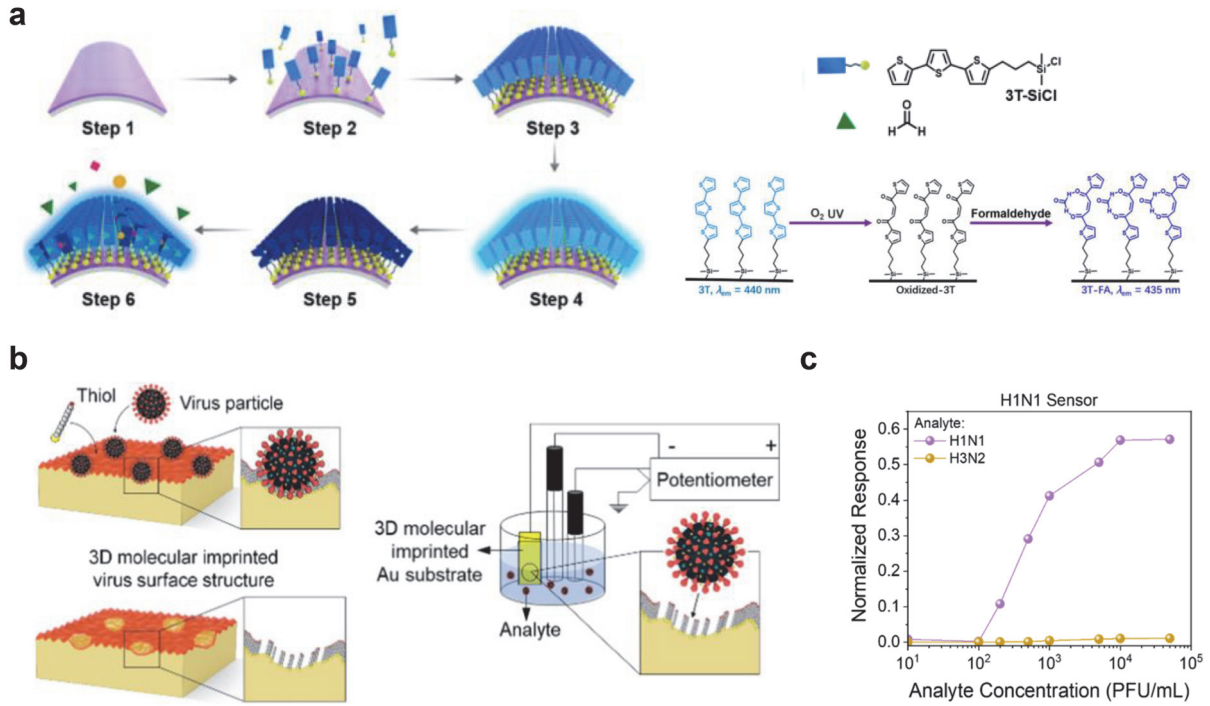 a
Step 1
Step 2
Step 3
Step 6
Step 5
Step 4
S
S
S
Si
Cl
3T-SiCl
O
H H
O₂ UV
Formaldehyde
3T, λem = 440 nm
Oxidized-3T
3T-FA, λem = 435 nm
b
Thiol
Virus particle
3D molecular imprinted
virus surface structure
- +
Potentiometer
3D molecular
imprinted
Au substrate
Analyte
c
H1N1 Sensor
Analyte:
H1N1
H3N2
Normalized Response
0.6
0.5
0.4
0.3
0.2
0.1
0.0
10¹ 10² 10³ 10⁴ 10⁵
Analyte Concentration (PFU/mL)